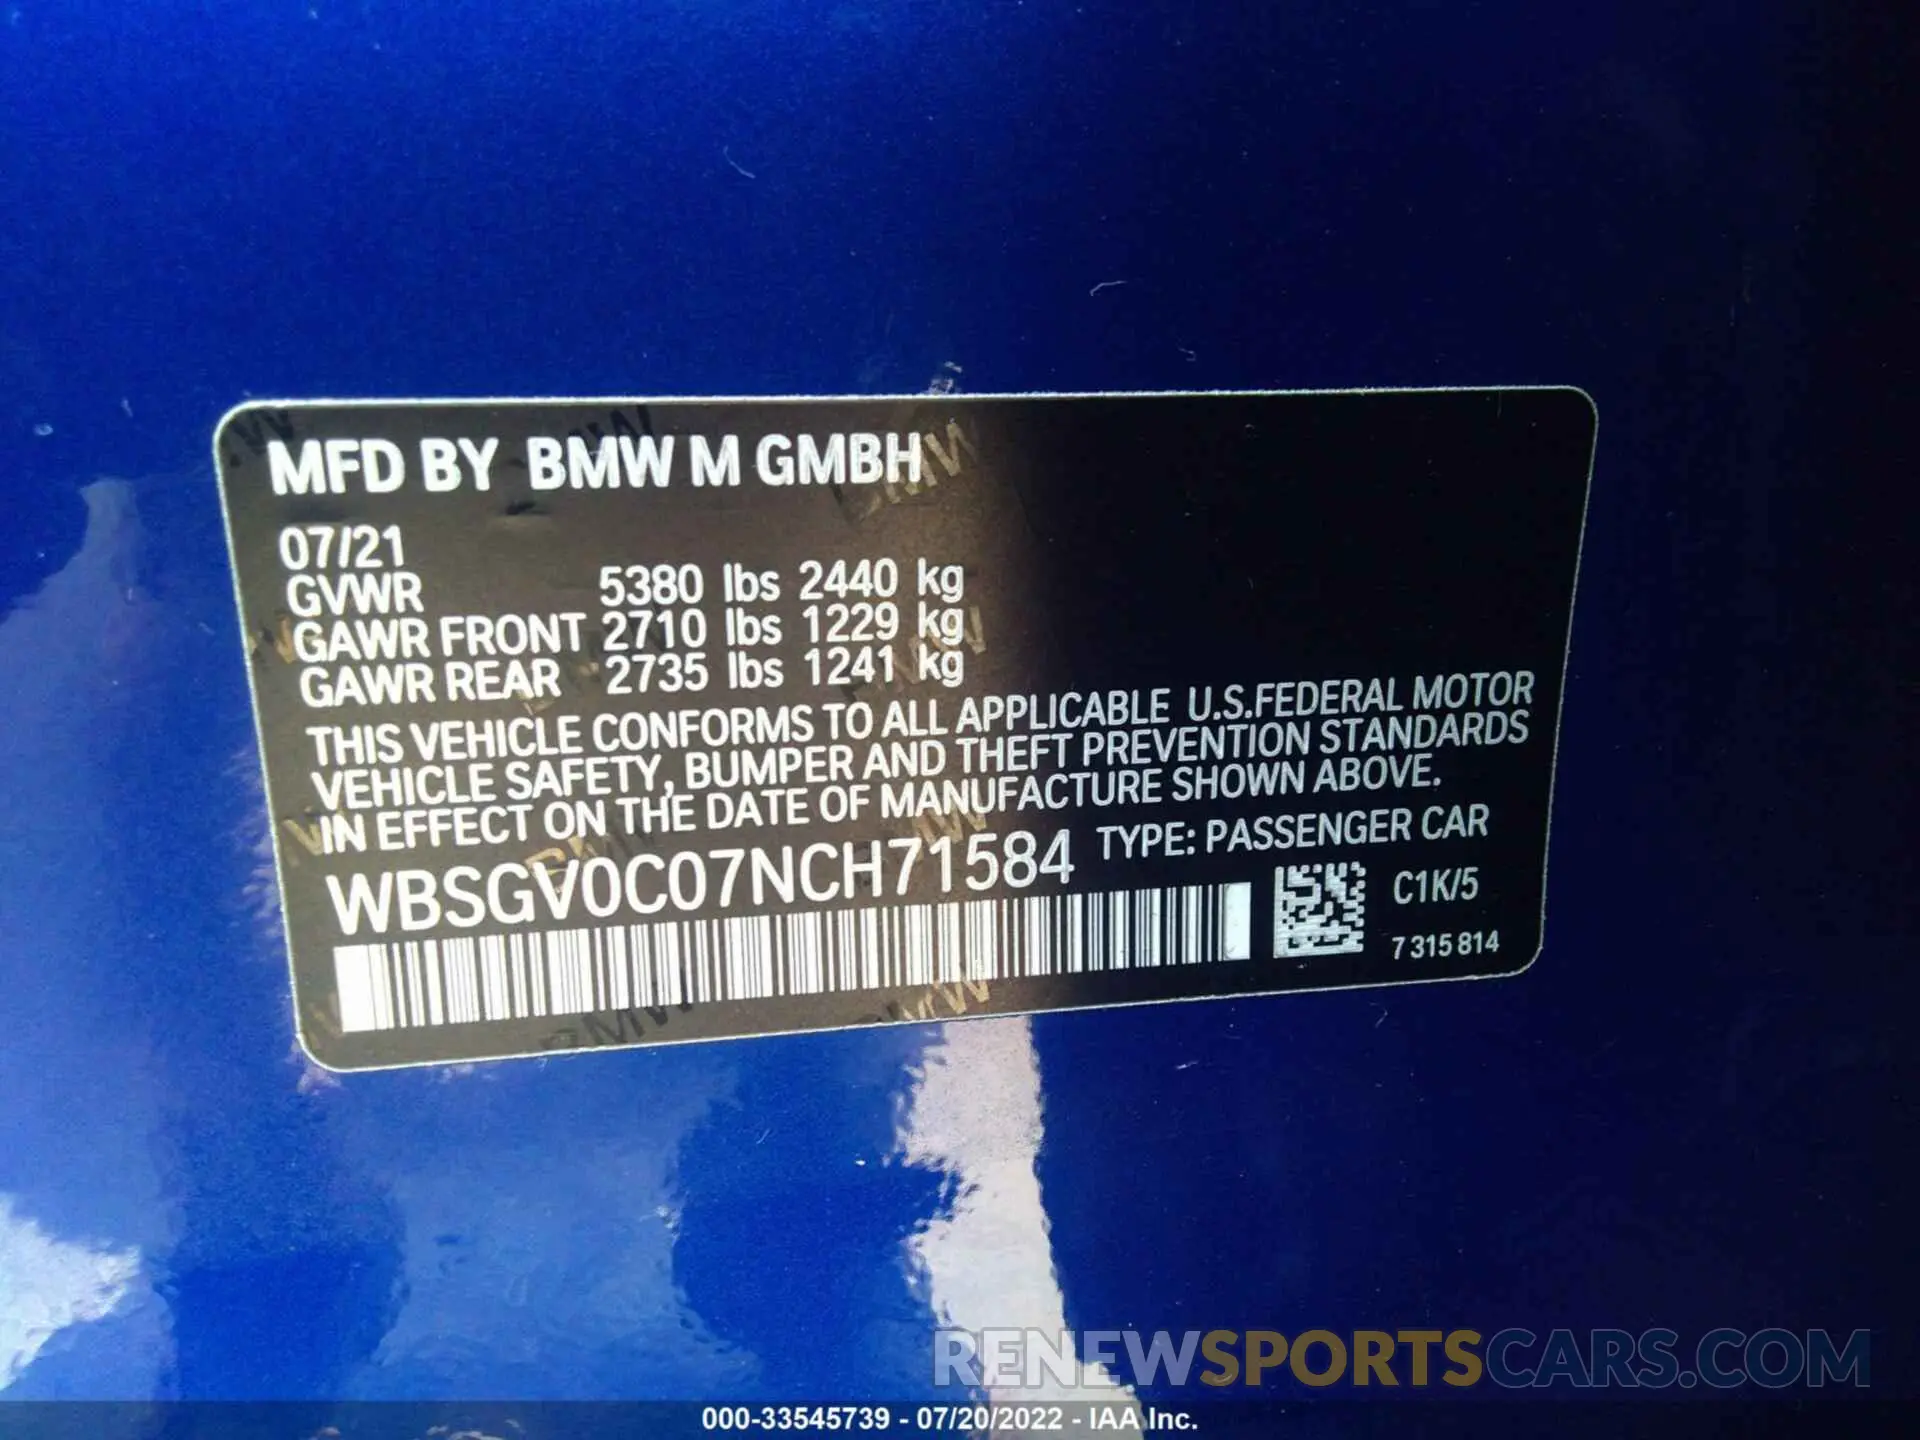 MFD BY BMW M GMBH
07/21
GVWR 5380 lbs 2440 kg
GAWR FRONT 2710 lbs 1229 kg
GAWR REAR 2735 lbs 1241 kg
THIS VEHICLE CONFORMS TO ALL APPLICABLE U.S.FEDERAL MOTOR
VEHICLE SAFETY, BUMPER AND THEFT PREVENTION STANDARDS
IN EFFECT ON THE DATE OF MANUFACTURE SHOWN ABOVE.
WBSGV0C07NCH71584 TYPE: PASSENGER CAR
C1K/5
7 315 814
RENEWSPORTSCARS.COM
000-33545739 - 07/20/2022 - IAA Inc.